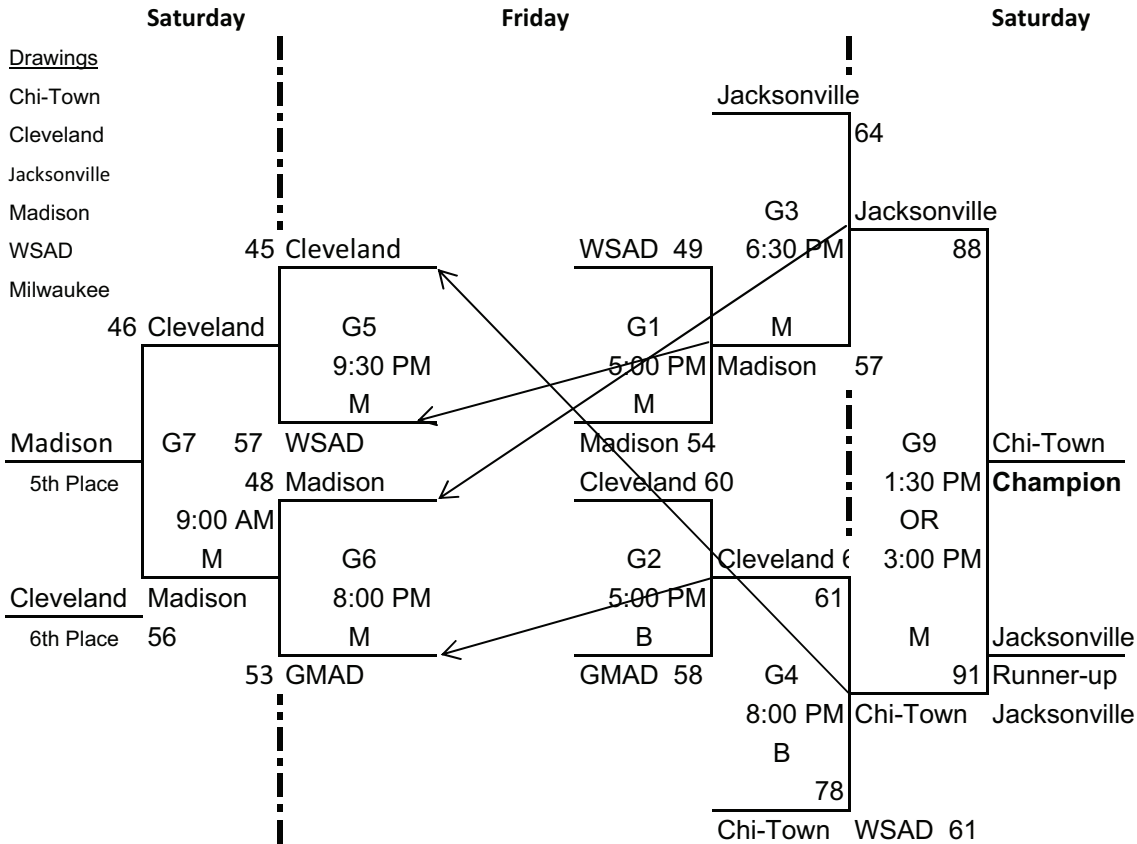 Saturday Friday Saturday
Drawings
Chi-Town Jacksonville
Cleveland 64
Jacksonville
Madison G3 Jacksonville
WSAD 45 Cleveland WSAD 49 6:30 PM 88
Milwaukee
46 Cleveland G5 G1 M
9:30 PM 5:00 PM Madison 57
M M
Madison G7 57 WSAD Madison 54 G9 Chi-Town
5th Place 48 Madison Cleveland 60 1:30 PM Champion
9:00 AM OR
M G6 G2 Cleveland 6 3:00 PM
Cleveland Madison 8:00 PM 5:00 PM 61
6th Place 56 M B M Jacksonville
53 GMAD GMAD 58 G4 91 Runner-up
8:00 PM Chi-Town Jacksonville
B
78
Chi-Town WSAD 61